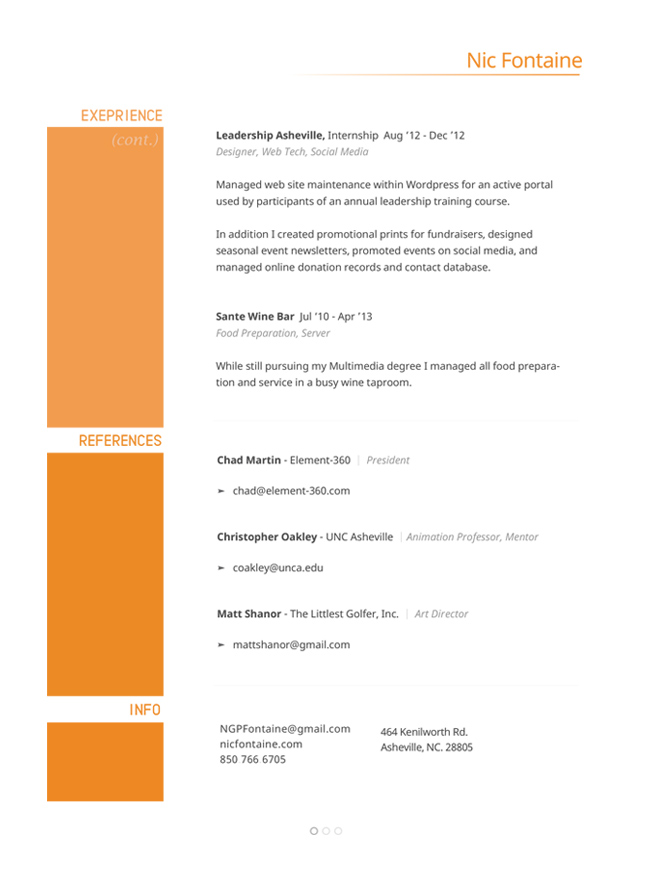 Nic Fontaine
EXEPRIENCE
(cont.)
Leadership Asheville, Internship Aug '12 - Dec '12
Designer, Web Tech, Social Media
Managed web site maintenance within Wordpress for an active portal
used by participants of an annual leadership training course.
In addition I created promotional prints for fundraisers, designed
seasonal event newsletters, promoted events on social media, and
managed online donation records and contact database.
Sante Wine Bar Jul '10 - Apr '13
Food Preparation, Server
While still pursuing my Multimedia degree I managed all food prepara-
tion and service in a busy wine taproom.
REFERENCES
Chad Martin - Element-360 | President
➢ chad@element-360.com
Christopher Oakley - UNC Asheville | Animation Professor, Mentor
➢ coakley@unca.edu
Matt Shanor - The Littlest Golfer, Inc. | Art Director
➢ mattshanor@gmail.com
INFO
NGPFontaine@gmail.com
nicfontaine.com
850 766 6705
464 Kenilworth Rd.
Asheville, NC. 28805